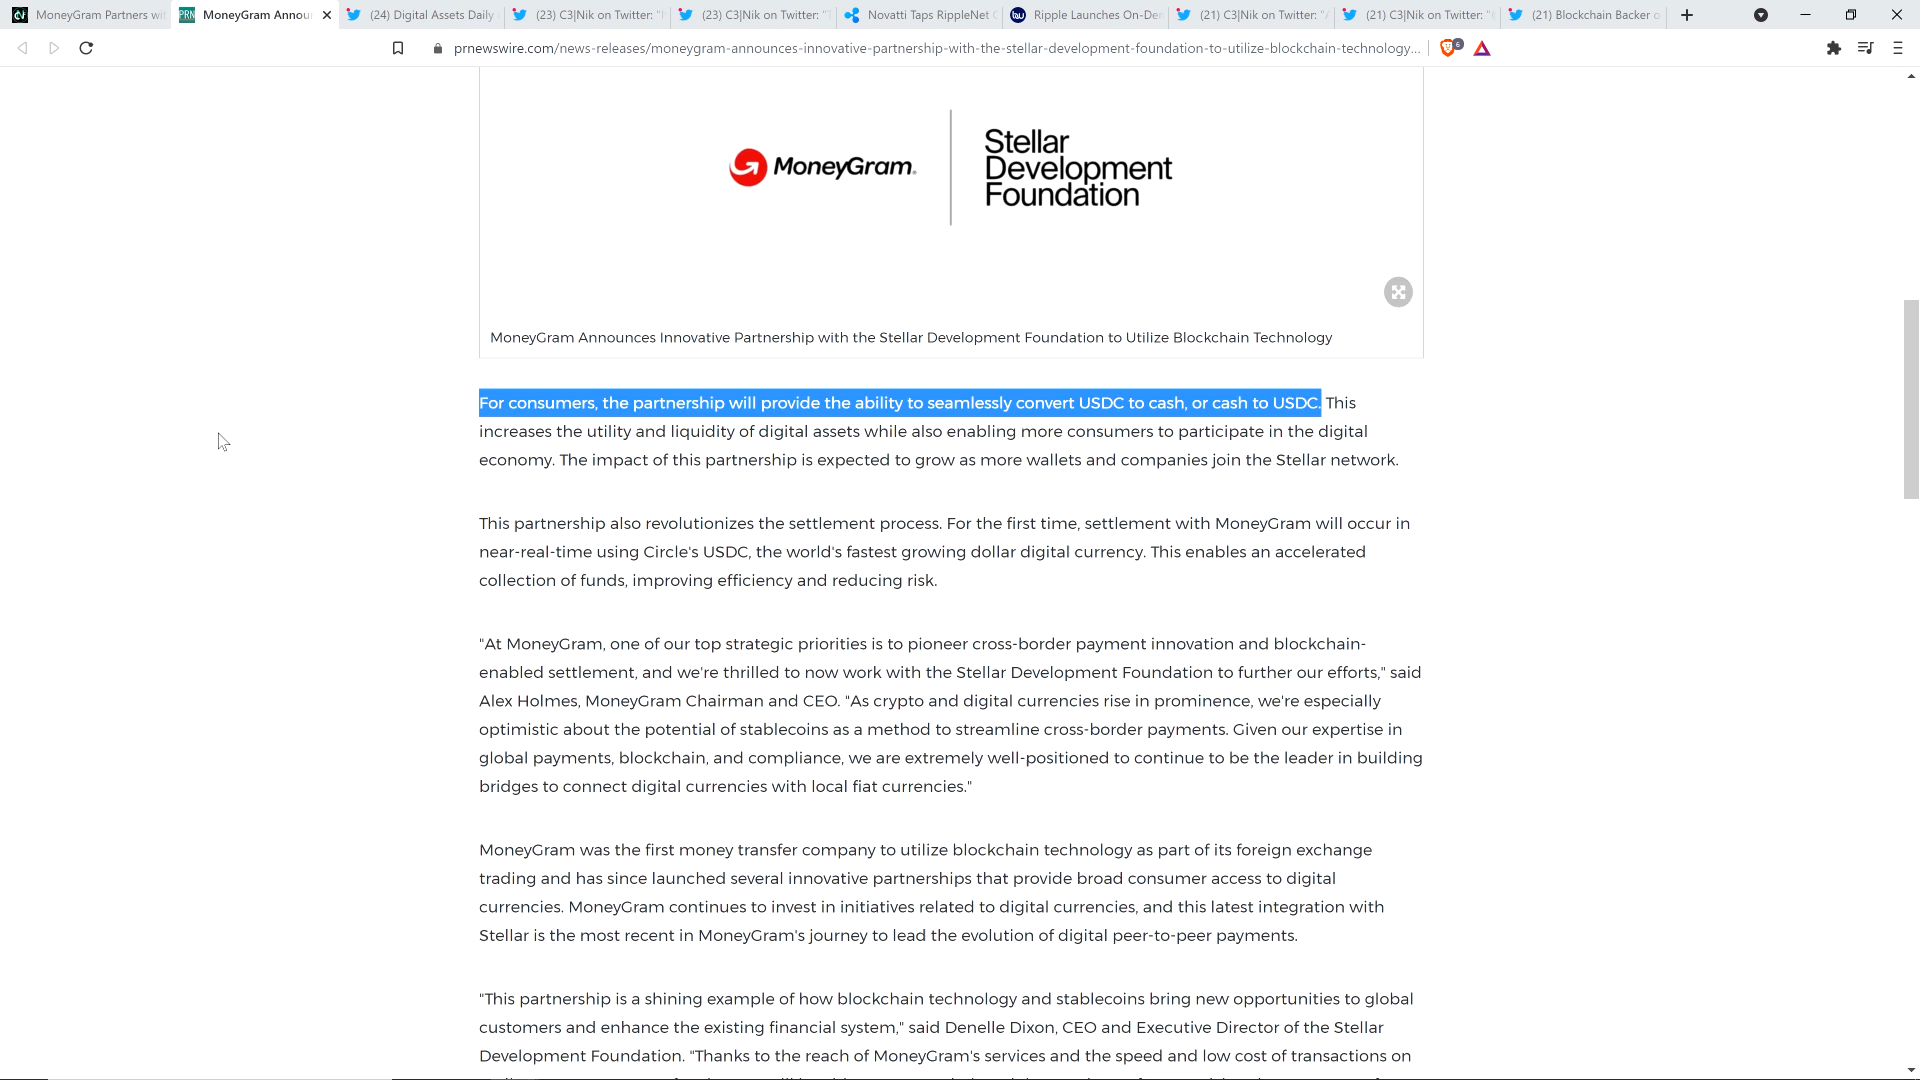 MoneyGram Partners wi
PRN MoneyGram Annou
(24) Digital Assets Daily
(23) C3|Nik on Twitter: "
(23) C3|Nik on Twitter: "
Novatti Taps RippleNet
Ripple Launches On-De
(21) C3|Nik on Twitter: "
(21) C3|Nik on Twitter: "
(21) Blockchain Backer o
prnewswire.com/news-releases/moneygram-announces-innovative-partnership-with-the-stellar-development-foundation-to-utilize-blockchain-technology...
6
MoneyGram
Stellar
Development
Foundation
MoneyGram Announces Innovative Partnership with the Stellar Development Foundation to Utilize Blockchain Technology
For consumers, the partnership will provide the ability to seamlessly convert USDC to cash, or cash to USDC. This
increases the utility and liquidity of digital assets while also enabling more consumers to participate in the digital
economy. The impact of this partnership is expected to grow as more wallets and companies join the Stellar network.
This partnership also revolutionizes the settlement process. For the first time, settlement with MoneyGram will occur in
near-real-time using Circle's USDC, the world's fastest growing dollar digital currency. This enables an accelerated
collection of funds, improving efficiency and reducing risk.
"At MoneyGram, one of our top strategic priorities is to pioneer cross-border payment innovation and blockchain-
enabled settlement, and we're thrilled to now work with the Stellar Development Foundation to further our efforts," said
Alex Holmes, MoneyGram Chairman and CEO. "As crypto and digital currencies rise in prominence, we're especially
optimistic about the potential of stablecoins as a method to streamline cross-border payments. Given our expertise in
global payments, blockchain, and compliance, we are extremely well-positioned to continue to be the leader in building
bridges to connect digital currencies with local fiat currencies."
MoneyGram was the first money transfer company to utilize blockchain technology as part of its foreign exchange
trading and has since launched several innovative partnerships that provide broad consumer access to digital
currencies. MoneyGram continues to invest in initiatives related to digital currencies, and this latest integration with
Stellar is the most recent in MoneyGram's journey to lead the evolution of digital peer-to-peer payments.
"This partnership is a shining example of how blockchain technology and stablecoins bring new opportunities to global
customers and enhance the existing financial system," said Denelle Dixon, CEO and Executive Director of the Stellar
Development Foundation. "Thanks to the reach of MoneyGram's services and the speed and low cost of transactions on